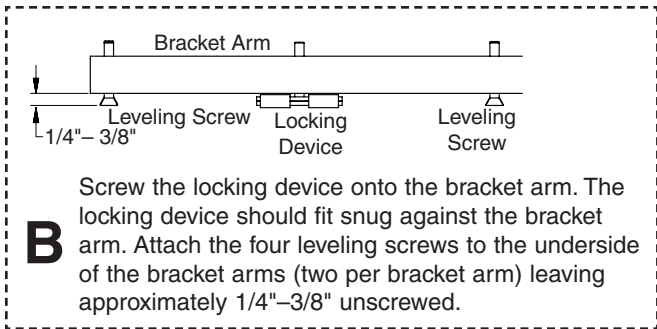 Bracket Arm
Leveling Screw
Locking
Device
Leveling
Screw
1/4"– 3/8"
B
Screw the locking device onto the bracket arm. The
locking device should fit snug against the bracket
arm. Attach the four leveling screws to the underside
of the bracket arms (two per bracket arm) leaving
approximately 1/4"–3/8" unscrewed.